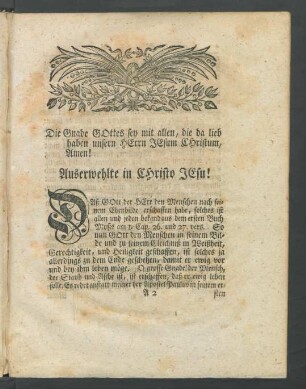 Die Gnade GOttes sey mit allen, die da lieb
haben unsern HErrn JEsum CHristum,
Amen!
Auserwehlte in CHristo JEsu!
DAß GOtt der HErr den Menschen nach sei-
nem Ebenbilde erschaffen habe, solches ist
allen und jeden bekandt aus dem ersten Buch
Mosis am 1. Cap. 26. und 27. vers. So
nun GOtt den Menschen in seinem Bil-
de und zu seinem Gleichniß in Weißheit,
Gerechtigkeit, und Heiligkeit geschaffen, ist solches ja
allerdings zu dem Ende geschehen, damit er ewig vor
und bey ihm leben möge. O grosse Gnade! der Mensch,
der Staub und Asche ist, ist erschaffen, daß er ewig leben
solle. Es redet aus der massen der Apostel Paulus in seinem er-
A 2 sten